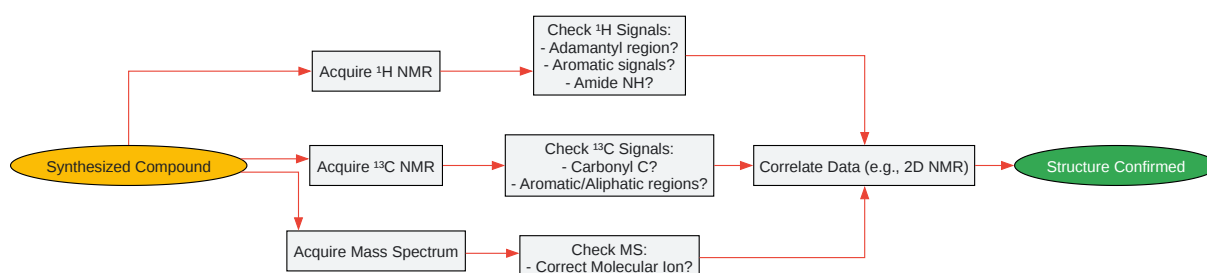 Check ¹H Signals:
- Adamantyl region?
- Aromatic signals?
- Amide NH?
Acquire ¹H NMR
Synthesized Compound
Acquire ¹³C NMR
Check ¹³C Signals:
- Carbonyl C?
- Aromatic/Aliphatic regions?
Correlate Data (e.g., 2D NMR)
Structure Confirmed
Acquire Mass Spectrum
Check MS:
- Correct Molecular Ion?